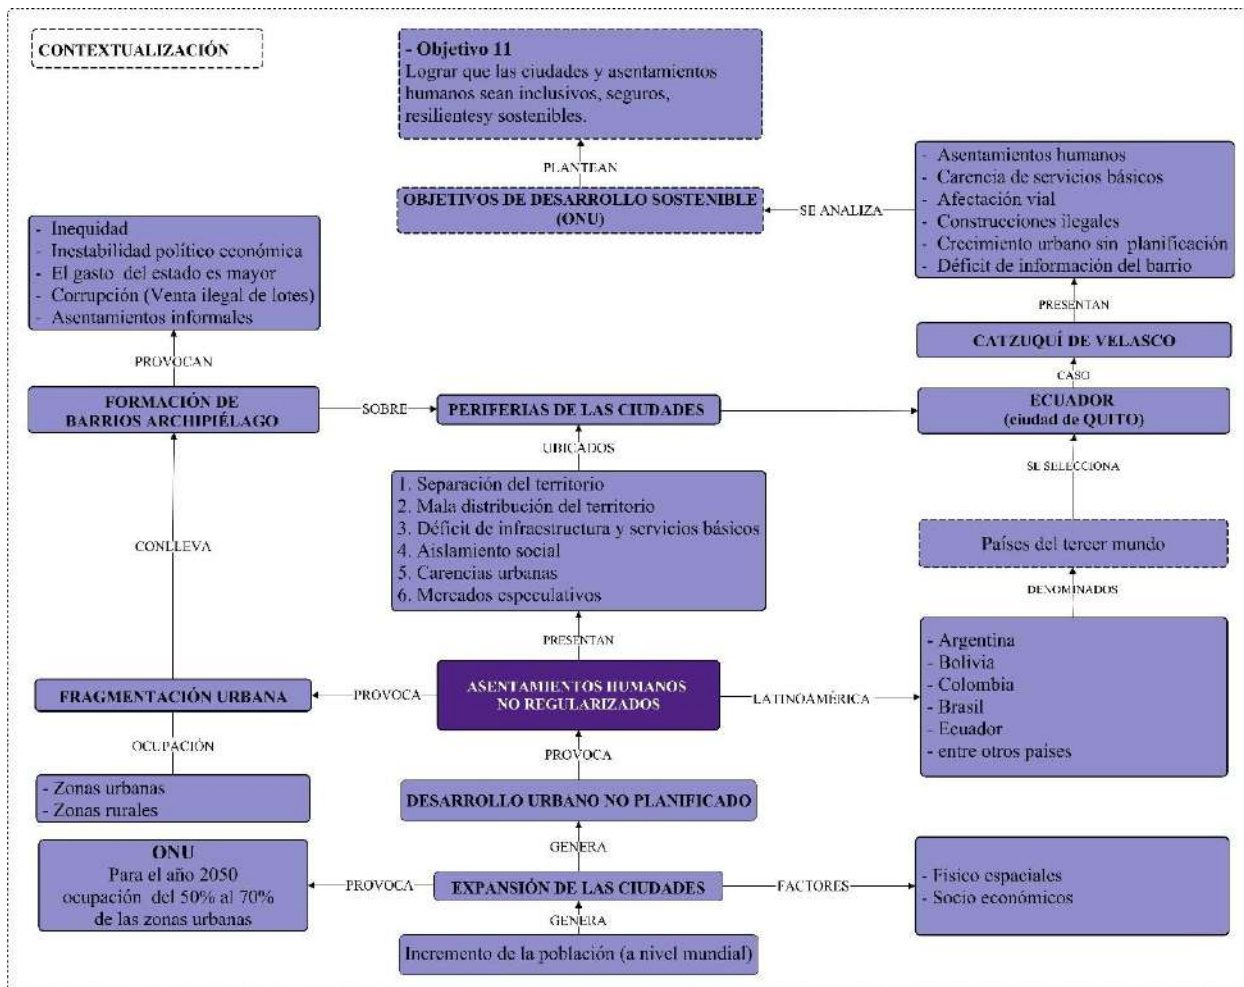 CONTEXTUALIZACIÓN
- Objetivo 11
Lograr que las ciudades y asentamientos
humanos sean inclusivos, seguros,
resilientesy sostenibles.
PLANTEAN
OBJETIVOS DE DESARROLLO SOSTENIBLE
(ONU)
SE ANALIZA
- Asentamientos humanos
- Carencia de servicios básicos
- Afectación vial
- Construcciones ilegales
- Crecimiento urbano sin planificación
- Déficit de información del barrio
PRESENTAN
CATZUQUÍ DE VELASCO
CASO
- Inequidad
- Inestabilidad político económica
- El gasto del estado es mayor
- Corrupción (Venta ilegal de lotes)
- Asentamientos informales
PROVOCAN
FORMACIÓN DE
BARRIOS ARCHIPIÉLAGO
SOBRE
PERIFERIAS DE LAS CIUDADES
ECUADOR
(ciudad de QUITO)
UBICADOS
SE SELECCIONA
1. Separación del territorio
2. Mala distribución del territorio
3. Déficit de infraestructura y servicios básicos
4. Aislamiento social
5. Carencias urbanas
6. Mercados especulativos
CONLLEVA
Países del tercer mundo
DENOMINADOS
PRESENTAN
- Argentina
- Bolivia
- Colombia
- Brasil
- Ecuador
- entre otros países
FRAGMENTACIÓN URBANA
PROVOCA
ASENTAMIENTOS HUMANOS
NO REGULARIZADOS
LATINOAMÉRICA
OCUPACIÓN
PROVOCA
- Zonas urbanas
- Zonas rurales
DESARROLLO URBANO NO PLANIFICADO
GENERA
ONU
Para el año 2050
ocupación del 50% al 70%
de las zonas urbanas
PROVOCA
EXPANSIÓN DE LAS CIUDADES
FACTORES
- Físico espaciales
- Socio económicos
GENERA
Incremento de la población (a nivel mundial)